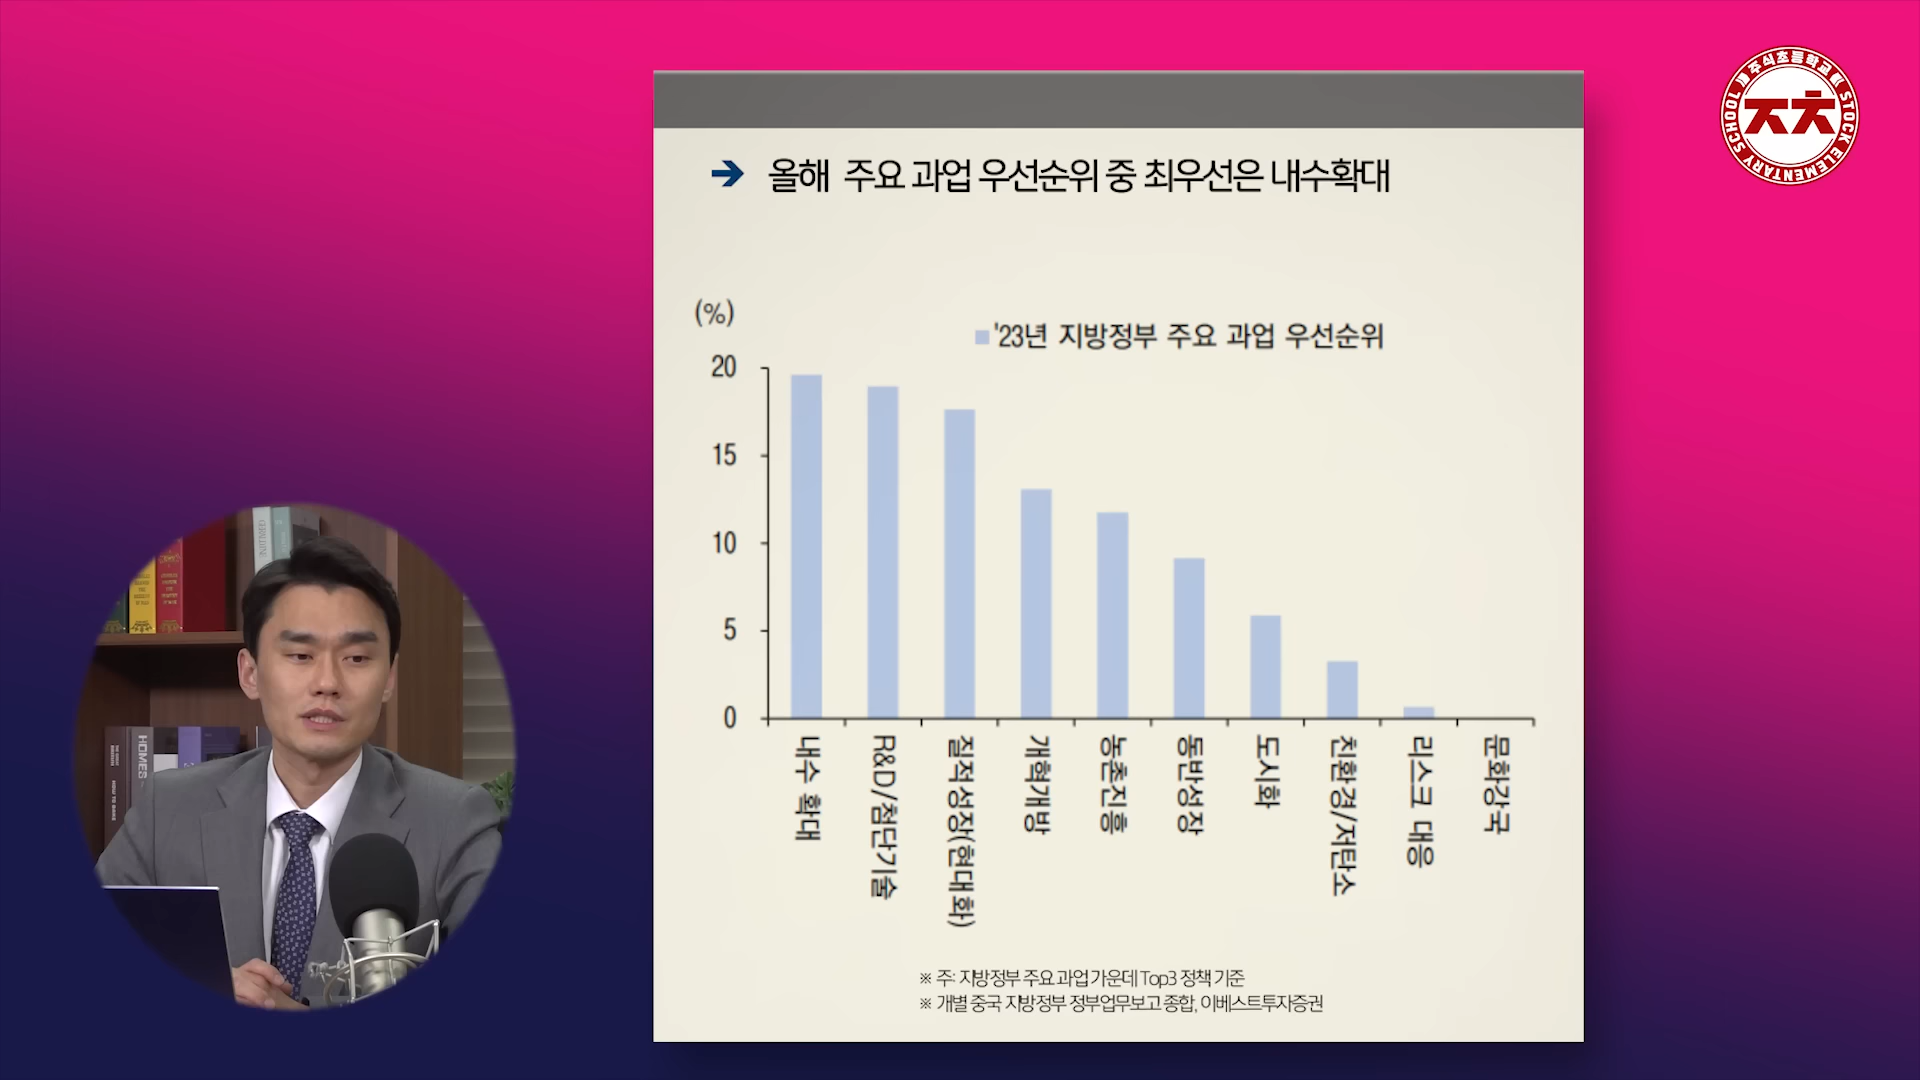 주식초등학교
STOCK ELEMENTARY SCHOOL
주초
올해 주요 과업 우선순위 중 최우선은 내수확대
(%)
'23년 지방정부 주요 과업 우선순위
20
15
10
5
0
내수 확대
R&D/첨단기술
질적성장(현대화)
개혁개방
농촌진흥
동반성장
도시화
친환경/저탄소
리스크 대응
문화강국
※ 주: 지방정부 주요 과업 가운데 Top3 정책 기준
※ 개별 중국 지방정부 정부업무보고 종합, 이베스트투자증권
HOMES